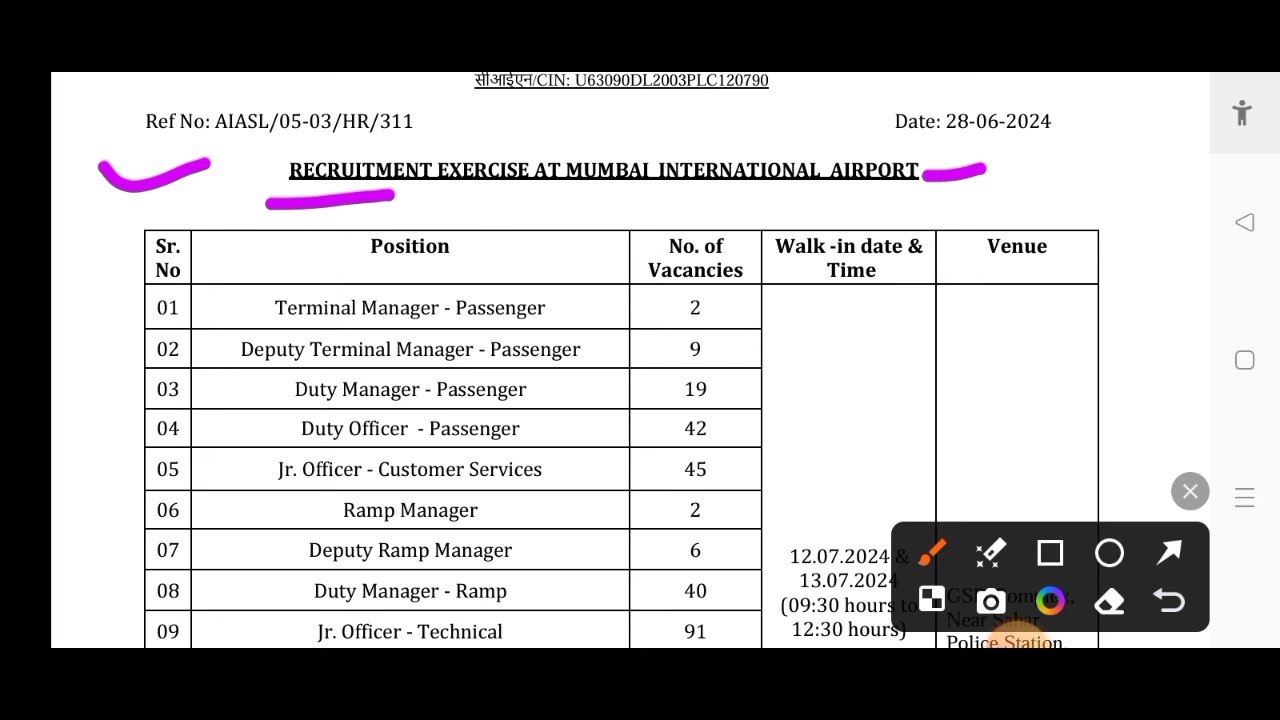 सीआईएन/CIN: U63090DL2003PLC120790
Ref No: AIASL/05-03/HR/311 Date: 28-06-2024
RECRUITMENT EXERCISE AT MUMBAI INTERNATIONAL AIRPORT
Sr. No Position No. of Vacancies Walk -in date & Time Venue
01 Terminal Manager - Passenger 2
02 Deputy Terminal Manager - Passenger 9
03 Duty Manager - Passenger 19
04 Duty Officer - Passenger 42
05 Jr. Officer - Customer Services 45
06 Ramp Manager 2
07 Deputy Ramp Manager 6
08 Duty Manager - Ramp 40
09 Jr. Officer - Technical 91
12.07.2024 &
13.07.2024
(09:30 hours to
12:30 hours)
Near Sahar
Police Station